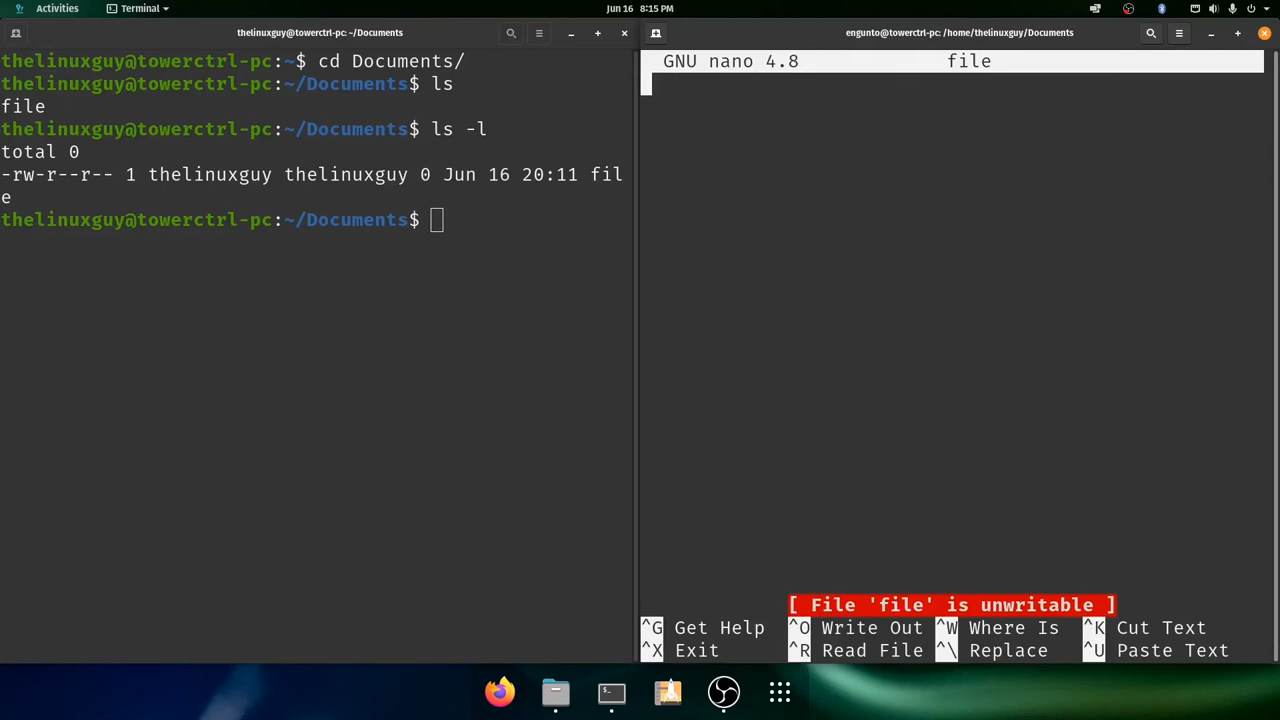 Activities Terminal Jun 16 8:15 PM
thelinuxguy@towerctrl-pc: ~/Documents
thelinuxguy@towerctrl-pc:~$ cd Documents/
thelinuxguy@towerctrl-pc:~/Documents$ ls
file
thelinuxguy@towerctrl-pc:~/Documents$ ls -l
total 0
-rw-r--r-- 1 thelinuxguy thelinuxguy 0 Jun 16 20:11 fil
e
thelinuxguy@towerctrl-pc:~/Documents$
engunto@towerctrl-pc: /home/thelinuxguy/Documents
GNU nano 4.8 file
[ File 'file' is unwritable ]
^G Get Help ^O Write Out ^W Where Is ^K Cut Text
^X Exit ^R Read File ^\ Replace ^U Paste Text